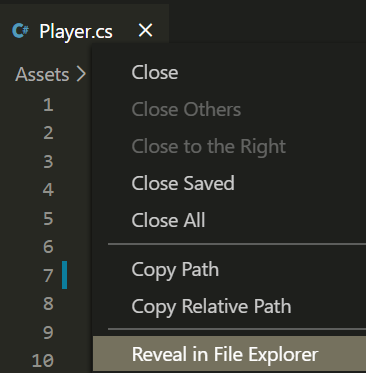 C# Player.cs ×
Close
Assets >
1
Close Others
2
Close to the Right
3
4
Close Saved
5
Close All
6
7
Copy Path
8
Copy Relative Path
9
10
Reveal in File Explorer